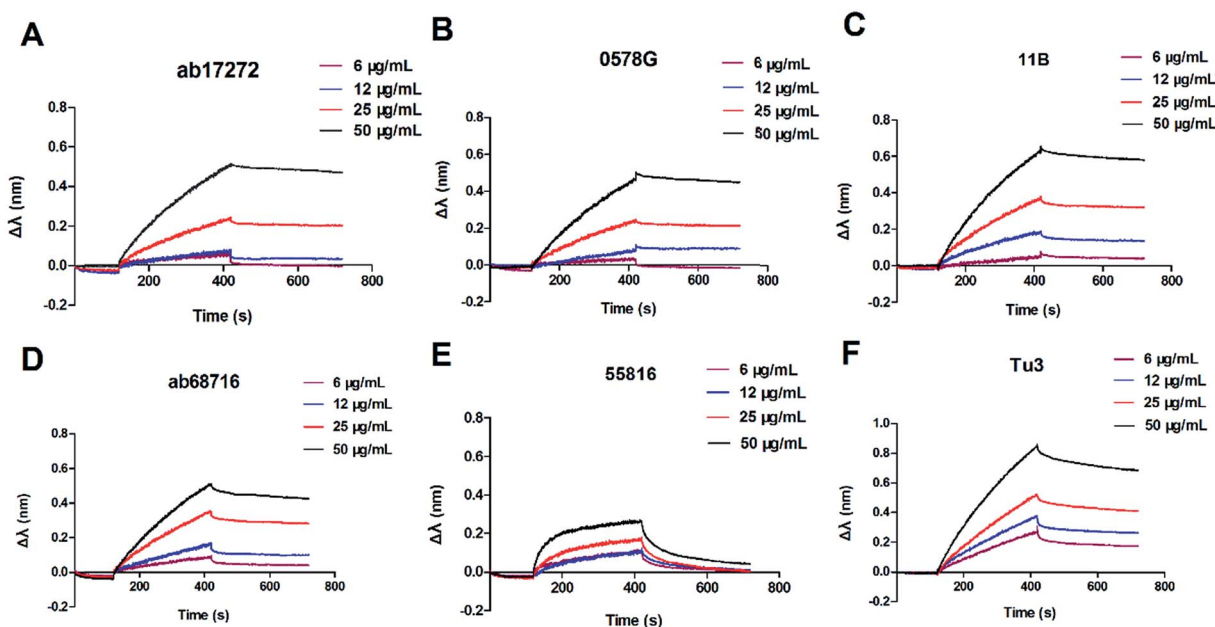 A
ab17272
6 µg/mL
12 µg/mL
25 µg/mL
50 µg/mL
Δλ (nm)
0.8
0.6
0.4
0.2
0.0
-0.2
200
400
600
800
Time (s)
B
0578G
6 µg/mL
12 µg/mL
25 µg/mL
50 µg/mL
Δλ (nm)
0.8
0.6
0.4
0.2
0.0
-0.2
200
400
600
800
Time (s)
C
11B
6 µg/mL
12 µg/mL
25 µg/mL
50 µg/mL
Δλ (nm)
0.8
0.6
0.4
0.2
0.0
-0.2
200
400
600
800
Time (s)
D
ab68716
6 µg/mL
12 µg/mL
25 µg/mL
50 µg/mL
Δλ (nm)
0.8
0.6
0.4
0.2
0.0
-0.2
200
400
600
800
Time (s)
E
55816
6 µg/mL
12 µg/mL
25 µg/mL
50 µg/mL
Δλ (nm)
0.8
0.6
0.4
0.2
0.0
-0.2
200
400
600
800
Time (s)
F
Tu3
6 µg/mL
12 µg/mL
25 µg/mL
50 µg/mL
Δλ (nm)
1.0
0.8
0.6
0.4
0.2
0.0
-0.2
200
400
600
800
Time (s)